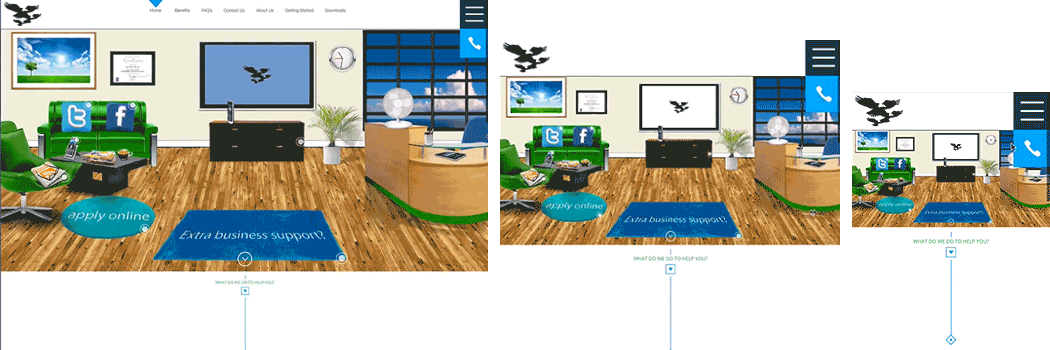 Home Benefits FAQ's Contact Us About Us Getting Started Downloads
apply online
Extra business support?
WHAT DO WE DO TO HELP YOU?
apply online
Extra business support?
WHAT DO WE DO TO HELP YOU?
apply online
Extra business support?
WHAT DO WE DO TO HELP YOU?